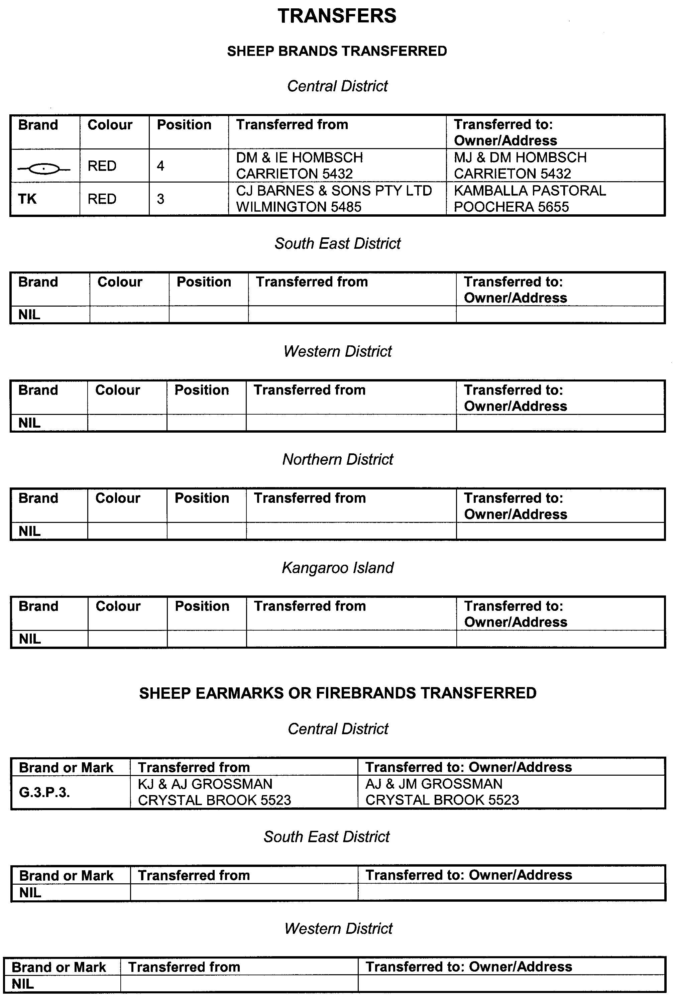 TRANSFERS
SHEEP BRANDS TRANSFERRED
Central District
Brand Colour Position Transferred from Transferred to:
Owner/Address
RED 4 DM & IE HOMBSCH MJ & DM HOMBSCH
CARRIETON 5432 CARRIETON 5432
TK RED 3 CJ BARNES & SONS PTY LTD KAMBALLA PASTORAL
WILMINGTON 5485 POOCHERA 5655
South East District
Brand Colour Position Transferred from Transferred to:
Owner/Address
NIL
Western District
Brand Colour Position Transferred from Transferred to:
Owner/Address
NIL
Northern District
Brand Colour Position Transferred from Transferred to:
Owner/Address
NIL
Kangaroo Island
Brand Colour Position Transferred from Transferred to:
Owner/Address
NIL
SHEEP EARMARKS OR FIREBRANDS TRANSFERRED
Central District
Brand or Mark Transferred from Transferred to: Owner/Address
G.3.P.3. KJ & AJ GROSSMAN AJ & JM GROSSMAN
CRYSTAL BROOK 5523 CRYSTAL BROOK 5523
South East District
Brand or Mark Transferred from Transferred to: Owner/Address
NIL
Western District
Brand or Mark Transferred from Transferred to: Owner/Address
NIL